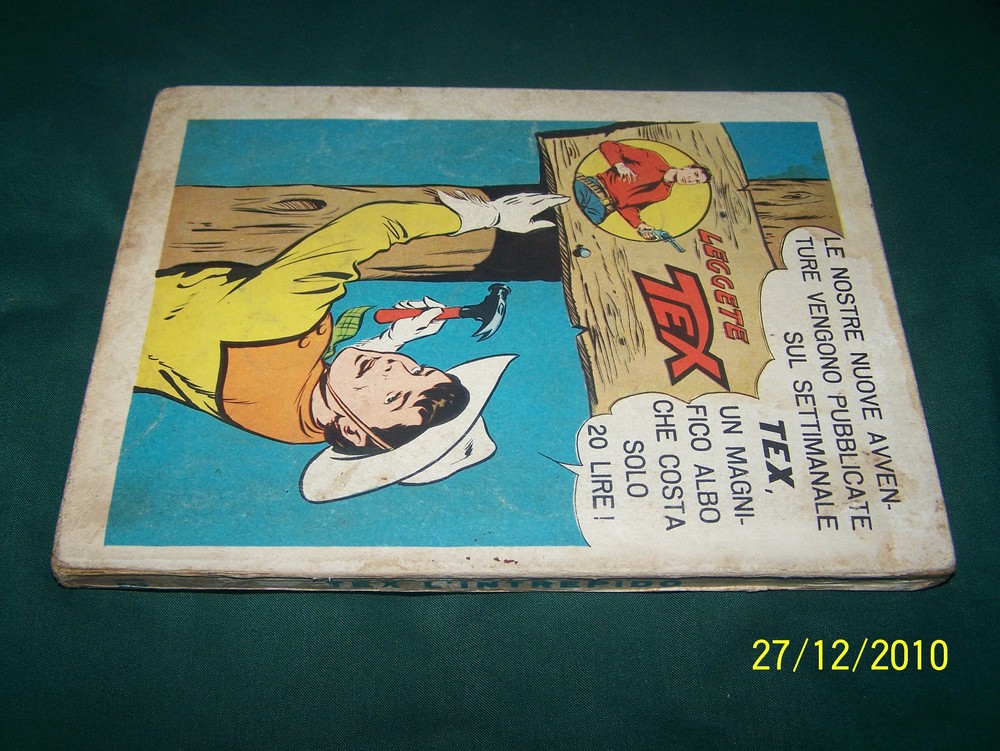 LE NOSTRE NUOVE AVVEN-
TURE VENGONO PUBBLICATE
SUL SETTIMANALE
TEX,
UN MAGNI-
FICO ALBO
CHE COSTA
SOLO
20 LIRE!
LEGGETE
TEX
TEX L'INTREPIDO
27/12/2010